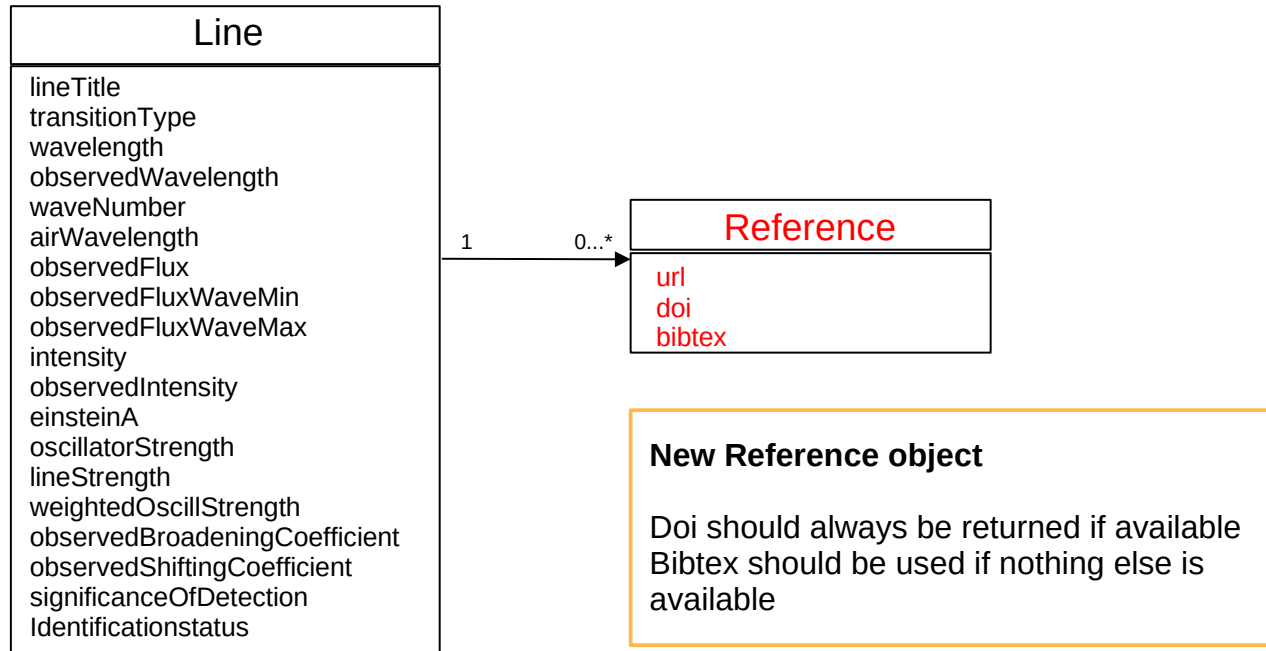 Line
lineTitle
transitionType
wavelength
observedWavelength
waveNumber
airWavelength
observedFlux
observedFluxWaveMin
observedFluxWaveMax
intensity
observedIntensity
einsteinA
oscillatorStrength
lineStrength
weightedOscillStrength
observedBroadeningCoefficient
observedShiftingCoefficient
significanceOfDetection
Identificationstatus
1
0...*
Reference
url
doi
bibtex
New Reference object
Doi should always be returned if available
Bibtex should be used if nothing else is
available